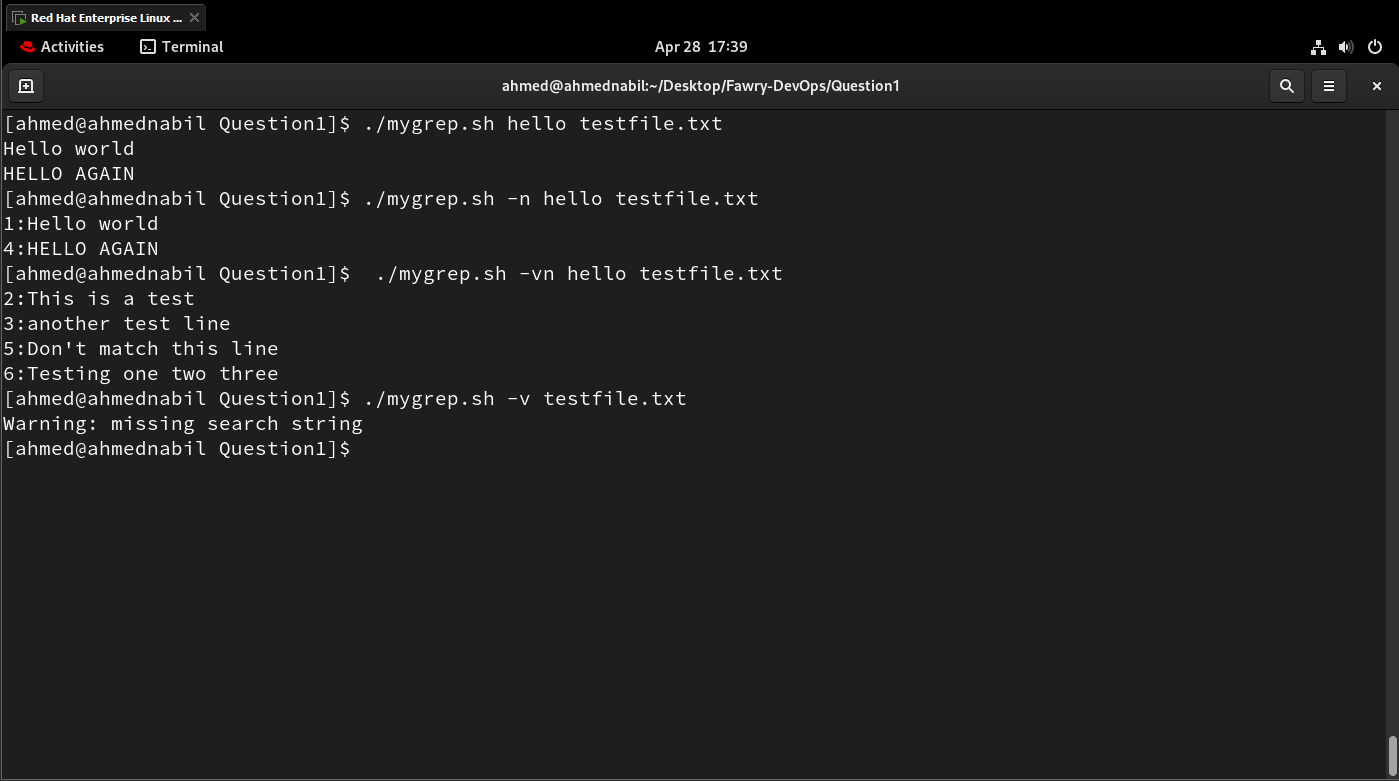 Red Hat Enterprise Linux ...
Activities Terminal Apr 28 17:39
ahmed@ahmednabil:~/Desktop/Fawry-DevOps/Question1
[ahmed@ahmednabil Question1]$ ./mygrep.sh hello testfile.txt
Hello world
HELLO AGAIN
[ahmed@ahmednabil Question1]$ ./mygrep.sh -n hello testfile.txt
1:Hello world
4:HELLO AGAIN
[ahmed@ahmednabil Question1]$  ./mygrep.sh -vn hello testfile.txt
2:This is a test
3:another test line
5:Don't match this line
6:Testing one two three
[ahmed@ahmednabil Question1]$ ./mygrep.sh -v testfile.txt
Warning: missing search string
[ahmed@ahmednabil Question1]$